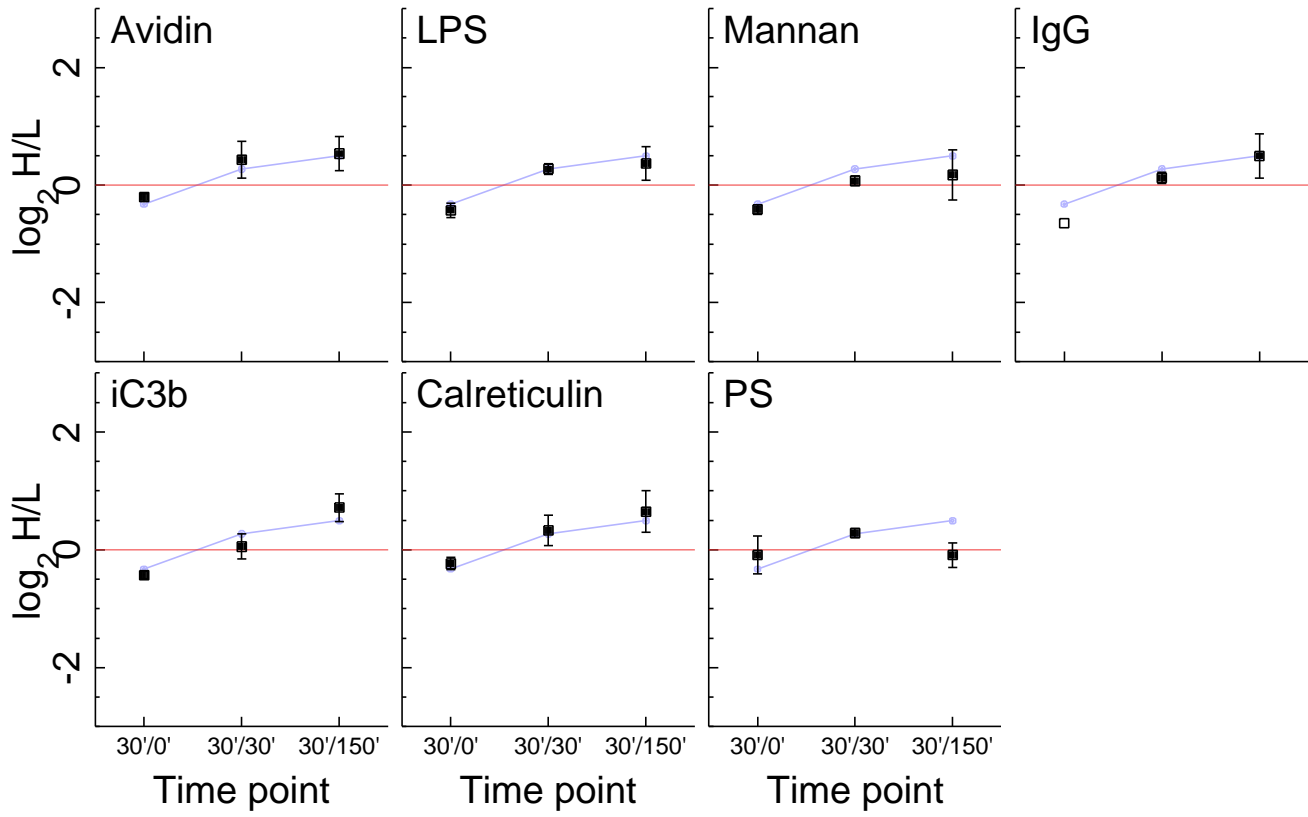 Avidin
LPS
Mannan
IgG
log2 H/L
2
0
-2
iC3b
Calreticulin
PS
log2 H/L
2
0
-2
30'/0' 30'/30' 30'/150'
30'/0' 30'/30' 30'/150'
30'/0' 30'/30' 30'/150'
Time point
Time point
Time point